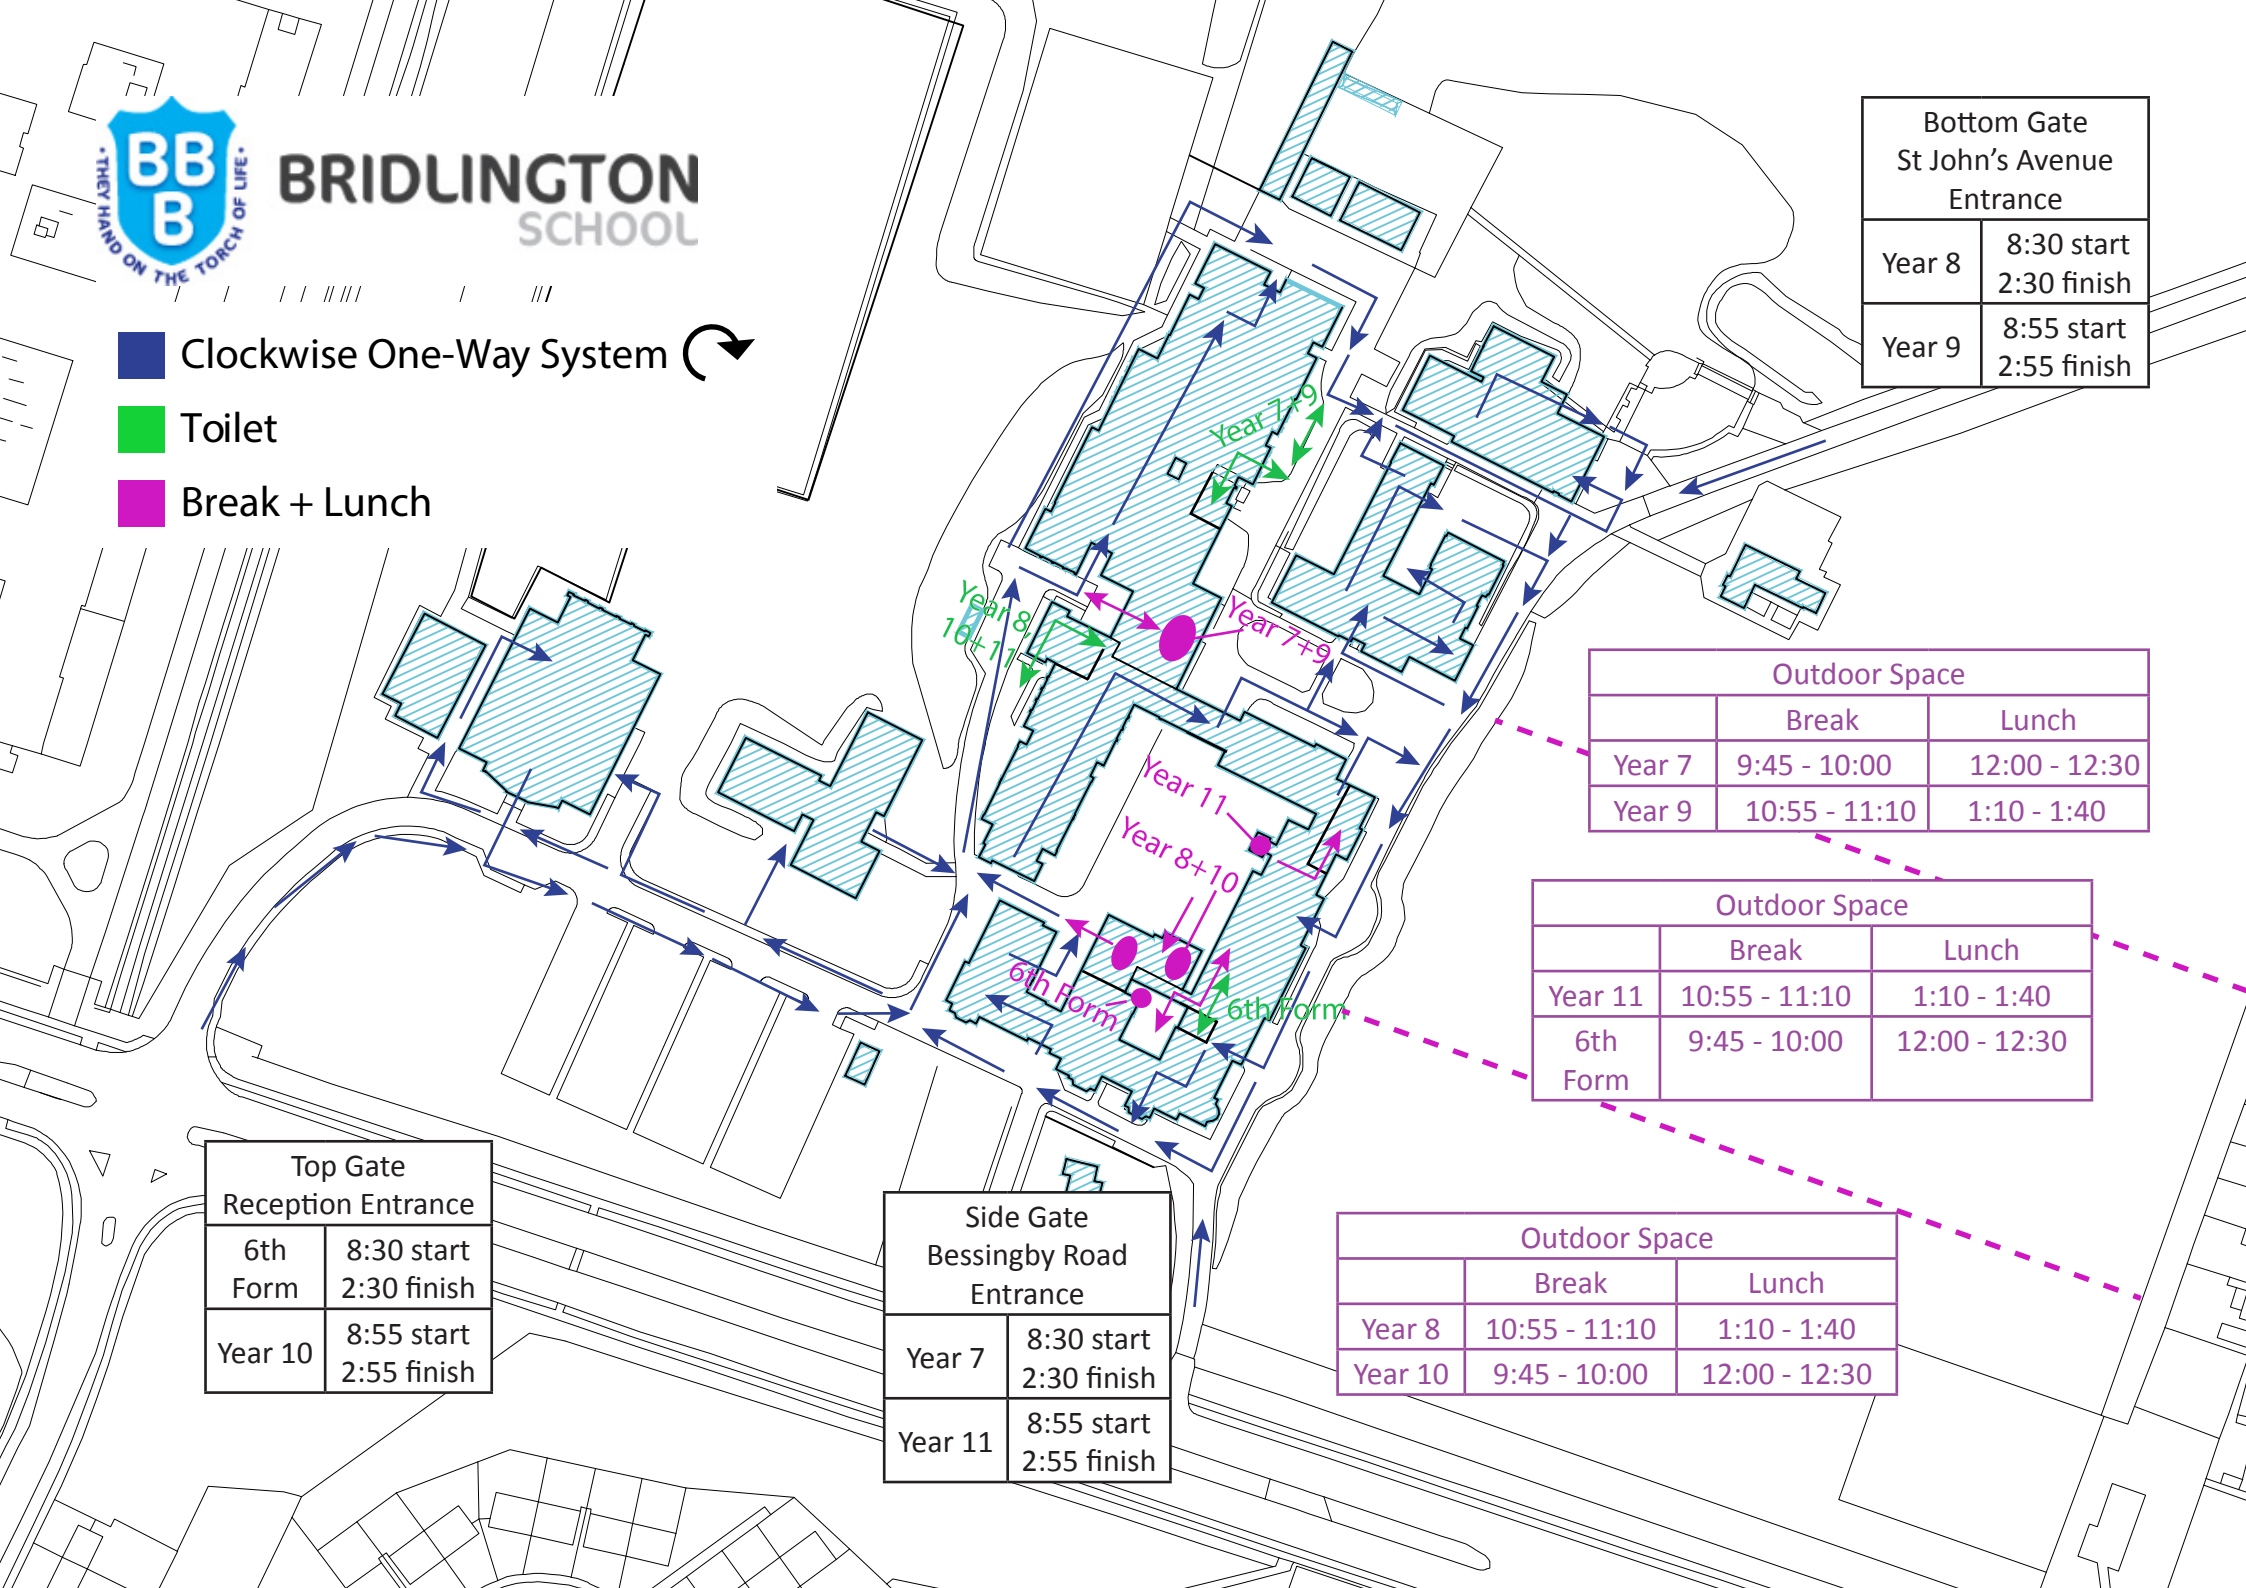 BBB
• THEY HAND ON THE TORCH OF LIFE •
BRIDLINGTON
SCHOOL
Clockwise One-Way System
Toilet
Break + Lunch
Bottom Gate
St John’s Avenue
Entrance
Year 8
8:30 start
2:30 finish
Year 9
8:55 start
2:55 finish
Year 7+9
Year 8,
10+11
Year 7+9
Year 11
Year 8+10
6th Form
6th Form
Outdoor Space
Break Lunch
Year 7 9:45 - 10:00 12:00 - 12:30
Year 9 10:55 - 11:10 1:10 - 1:40
Outdoor Space
Break Lunch
Year 11 10:55 - 11:10 1:10 - 1:40
6th 9:45 - 10:00 12:00 - 12:30
Form
Top Gate
Reception Entrance
6th
Form
8:30 start
2:30 finish
Year 10
8:55 start
2:55 finish
Side Gate
Bessingby Road
Entrance
Year 7
8:30 start
2:30 finish
Year 11
8:55 start
2:55 finish
Outdoor Space
Break Lunch
Year 8 10:55 - 11:10 1:10 - 1:40
Year 10 9:45 - 10:00 12:00 - 12:30